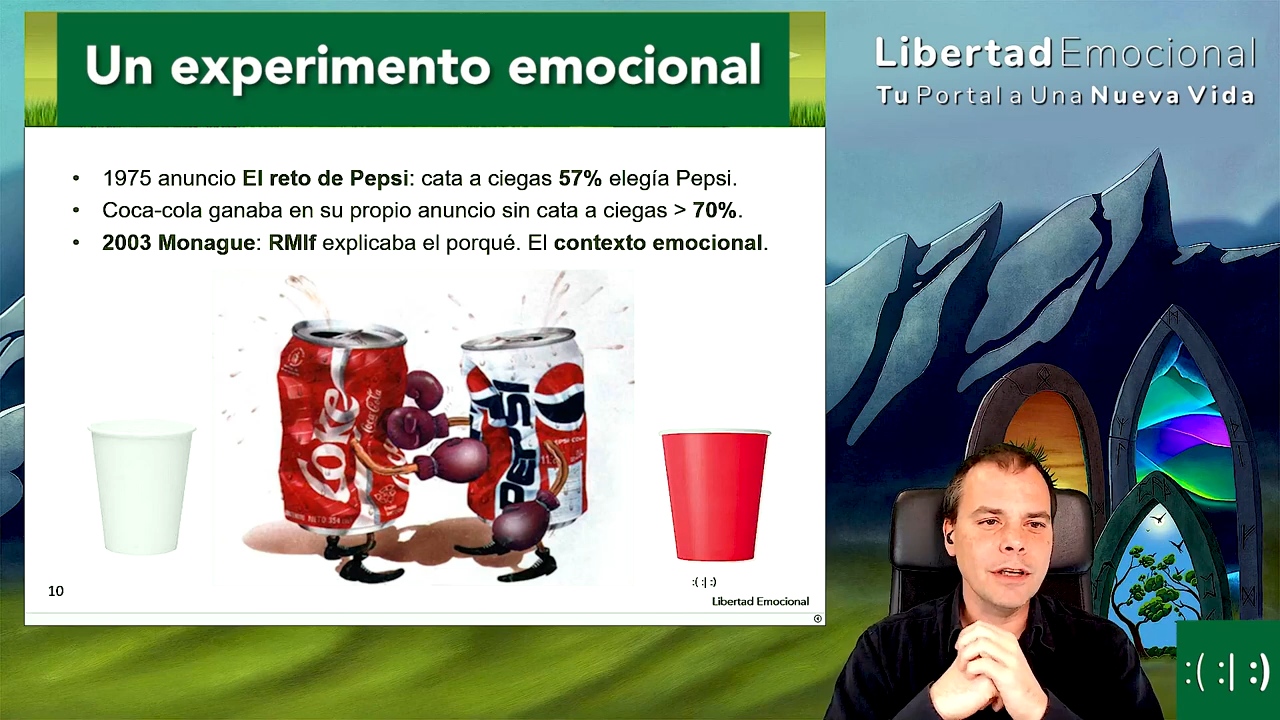 Un experimento emocional
Libertad Emocional
Tu Portal a Una Nueva Vida
• 1975 anuncio El reto de Pepsi: cata a ciegas 57% elegía Pepsi.
• Coca-cola ganaba en su propio anuncio sin cata a ciegas > 70%.
• 2003 Monague: RMIf explicaba el porqué. El contexto emocional.
Coke
Coca-Cola
PEPSI
10
:( :| :)
Libertad Emocional
:( :| :)